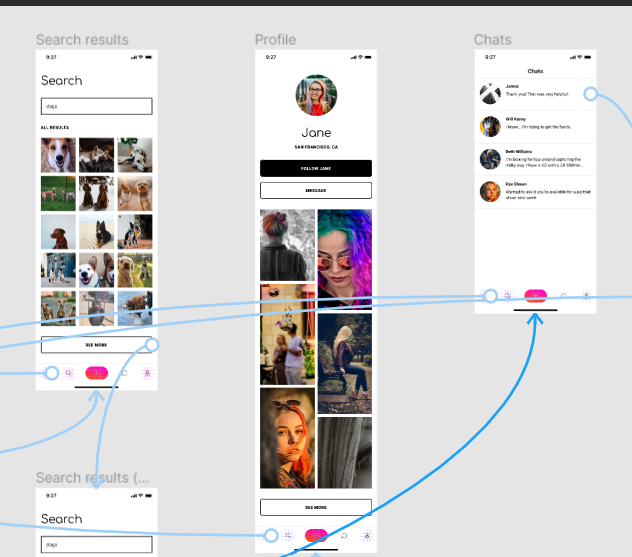 Search results
9:27
Search
dogs
ALL RESULTS
SEE MORE
Search results (...
9:27
Search
dogs
Profile
9:27
Jane
SAN FRANCISCO, CA
FOLLOW JANE
MESSAGE
SEE MORE
Chats
9:27
Chats
James
Thank you! That was very helpful!
Will Kenny
I know... I'm trying to get the funds.
Beth Williams
I'm looking for tips around capturing the
milky way. I have a 6D with a 24-100mm...
Rev Shawn
Wanted to ask if you're available for a portrait
shoot next week.